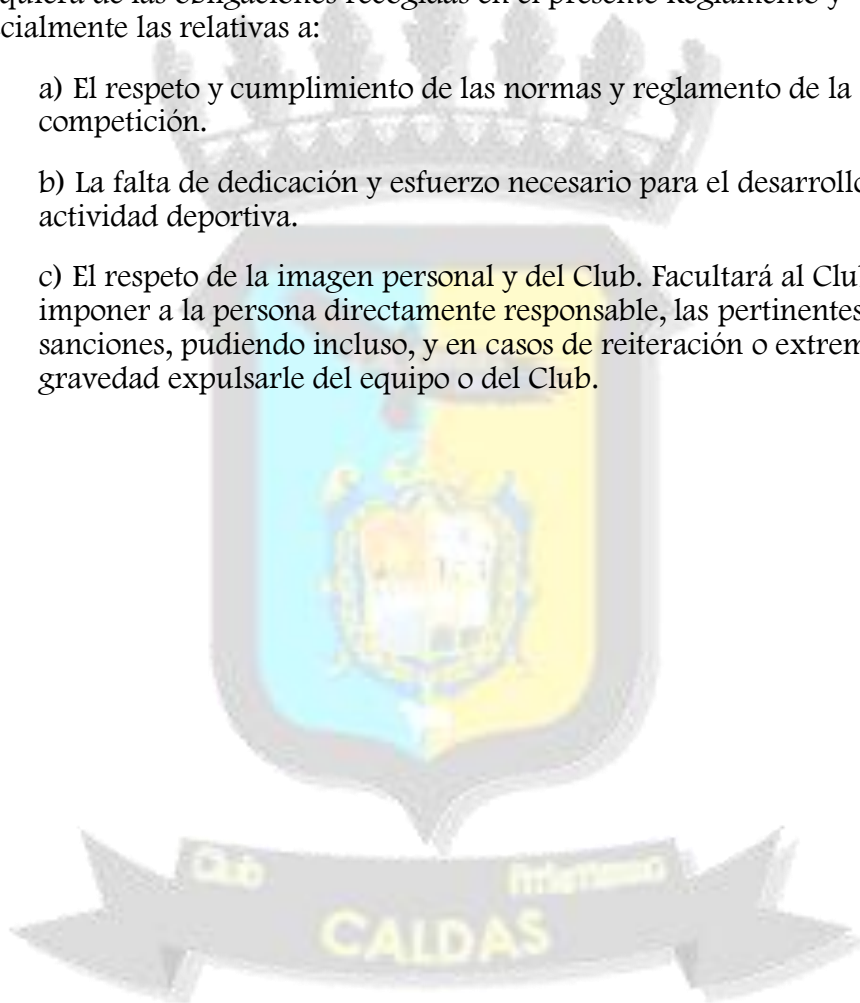 quiera de las obligaciones recogidas en el presente Reglamento y
cialmente las relativas a:
a) El respeto y cumplimiento de las normas y reglamento de la
competición.
b) La falta de dedicación y esfuerzo necesario para el desarrollo
actividad deportiva.
c) El respeto de la imagen personal y del Club. Facultará al Clu
imponer a la persona directamente responsable, las pertinentes
sanciones, pudiendo incluso, y en casos de reiteración o extrem
gravedad expulsarle del equipo o del Club.
Club Atletismo
CALDAS